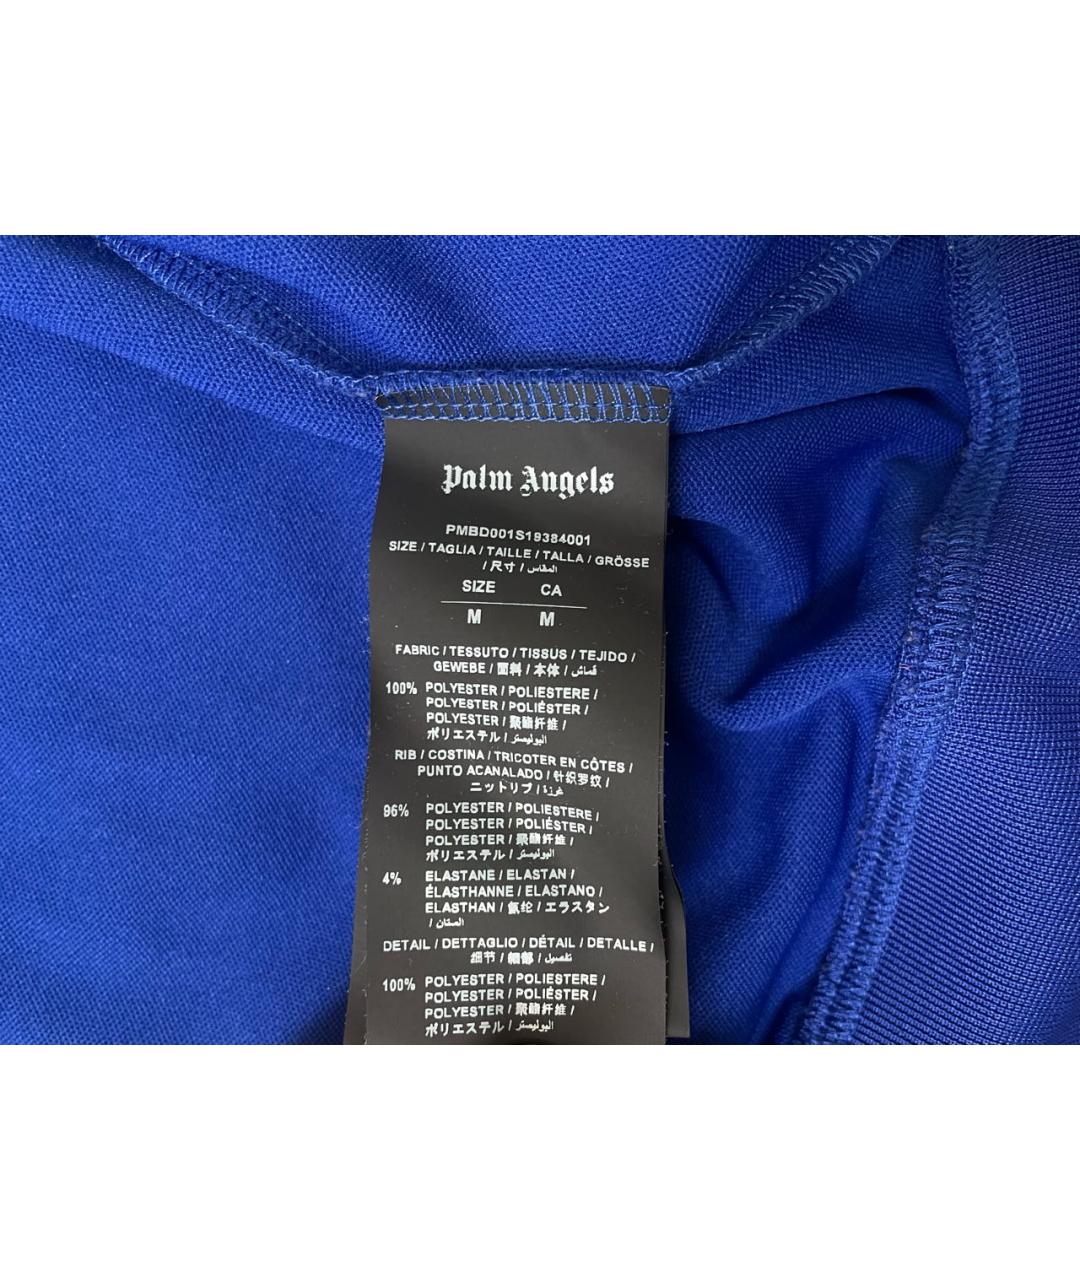 Palm Angels
PMBD001S19384001
SIZE / TAGLIA / TAILLE / TALLA / GRÖSSE
/ 尺寸 / المقاس
SIZE CA
M M
FABRIC / TESSUTO / TISSUS / TEJIDO /
GEWEBE / 面料 / 本体 / قماش
100% POLYESTER / POLIESTERE /
POLYESTER / POLIÉSTER /
POLYESTER / 聚酯纤维 /
ポリエステル / البوليستر
RIB / COSTINA / TRICOTER EN CÔTES /
PUNTO ACANALADO / 针织罗纹 /
ニットリブ / غرزة
96% POLYESTER / POLIESTERE /
POLYESTER / POLIÉSTER /
POLYESTER / 聚酯纤维 /
ポリエステル / البوليستر
4% ELASTANE / ELASTAN /
ÉLASTHANNE / ELASTANO /
ELASTHAN / 氨纶 / エラスタン
/ الستان
DETAIL / DETTAGLIO / DÉTAIL / DETALLE /
细节 / 細部 / تفصيل
100% POLYESTER / POLIESTERE /
POLYESTER / POLIÉSTER /
POLYESTER / 聚酯纤维 /
ポリエステル / البوليستر